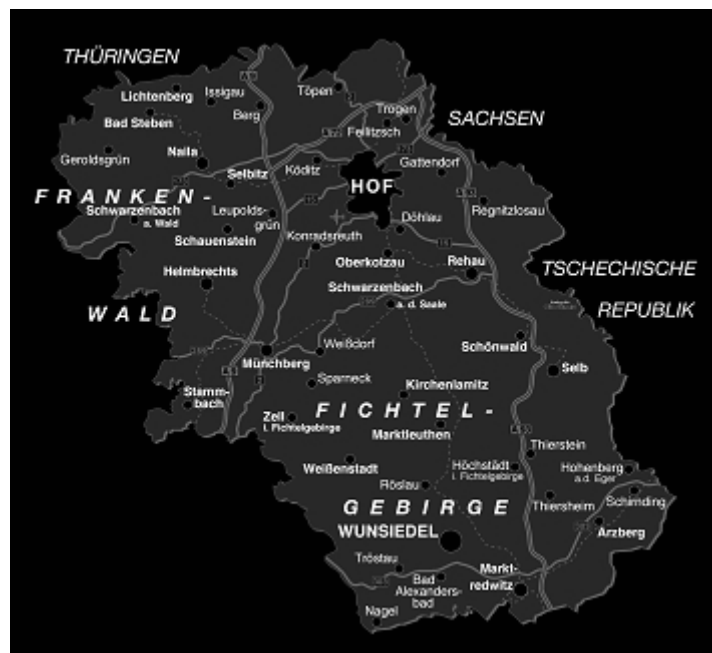 THÜRINGEN
Lichtenberg
Issigau
Töpen
Bad Steben
Berg
Trogen
Feilitzsch
SACHSEN
Geroldsgrün
Naila
Selbitz
Köditz
Gattendorf
HOF
FRANKEN-
Schwarzenbach
a. Wald
Leupolds-
grün
Döhlau
Regnitzlosau
Schauenstein
Konradsreuth
Oberkotzau
Rehau
TSCHECHISCHE
REPUBLIK
Helmbrechts
Schwarzenbach
a. d. Saale
WALD
Weißdorf
Schönwald
Münchberg
Selb
Sparneck
Kirchenlamitz
Stamm-
bach
FICHTEL-
Zell
i. Fichtelgebirge
Marktleuthen
Thierstein
Weißenstadt
Höchstädt
i. Fichtelgebirge
Hohenberg
a.d. Eger
Röslau
Schirnding
GEBIRGE
Thiersheim
WUNSIEDEL
Arzberg
Tröstau
Markt-
redwitz
Bad
Alexanders-
bad
Nagel